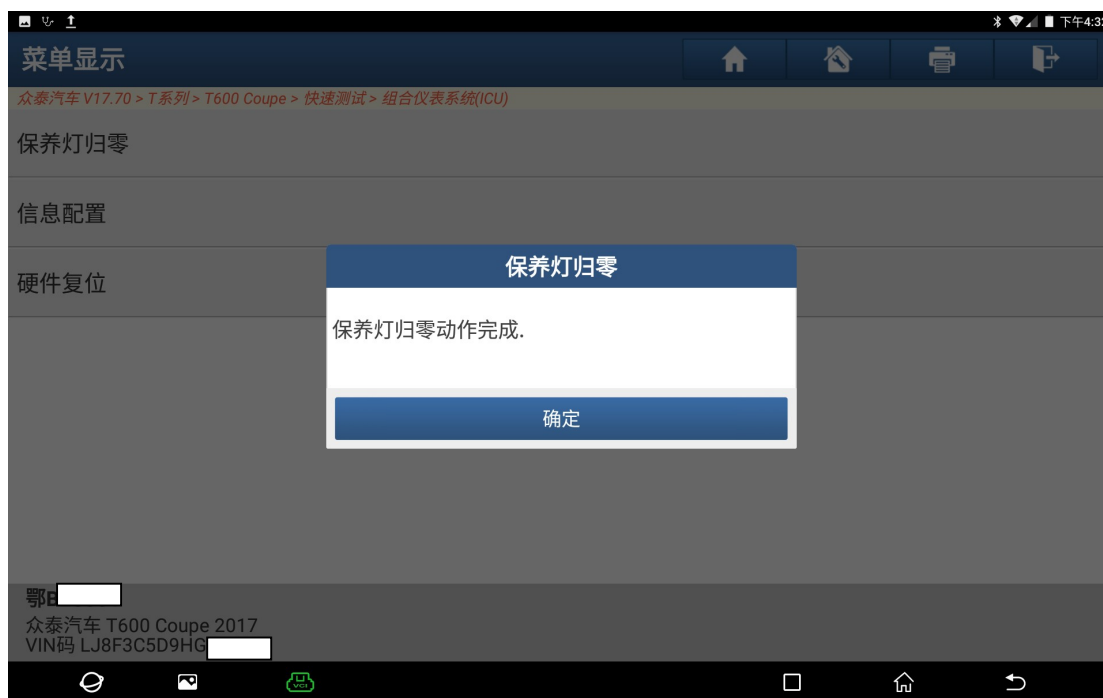 下午4:3
菜单显示
众泰汽车 V17.70 > T系列 > T600 Coupe > 快速测试 > 组合仪表系统(ICU)
保养灯归零
信息配置
硬件复位
保养灯归零
保养灯归零动作完成.
确定
鄂B
众泰汽车 T600 Coupe 2017
VIN码 LJ8F3C5D9HG
VCI